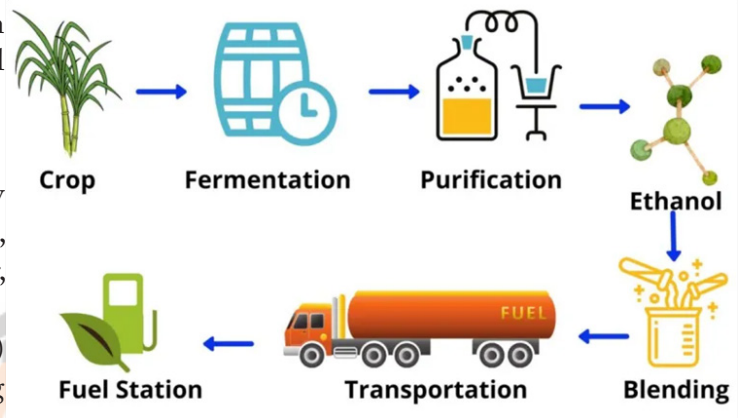 Crop
Fermentation
Purification
Ethanol
FUEL
Fuel Station
Transportation
Blending